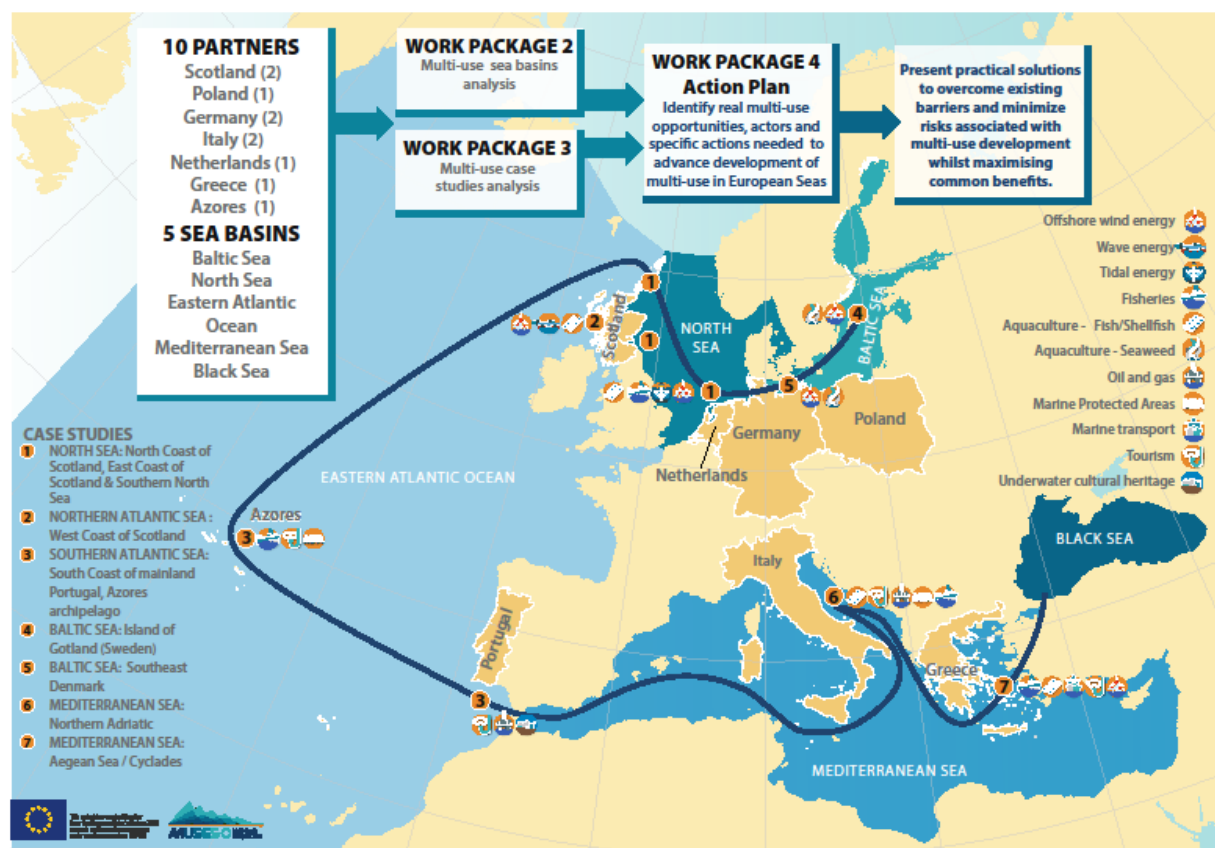 10 PARTNERS
Scotland (2)
Poland (1)
Germany (2)
Italy (2)
Netherlands (1)
Greece (1)
Azores (1)
5 SEA BASINS
Baltic Sea
North Sea
Eastern Atlantic
Ocean
Mediterranean Sea
Black Sea
WORK PACKAGE 2
Multi-use sea basins
analysis
WORK PACKAGE 3
Multi-use case
studies analysis
WORK PACKAGE 4
Action Plan
Identify real multi-use
opportunities, actors and
specific actions needed to
advance development of
multi-use in European Seas
Present practical solutions
to overcome existing
barriers and minimize
risks associated with
multi-use development
whilst maximising
common benefits.
Offshore wind energy
Wave energy
Tidal energy
Fisheries
Aquaculture - Fish/Shellfish
Aquaculture - Seaweed
Oil and gas
Marine Protected Areas
Marine transport
Tourism
Underwater cultural heritage
1
2
Scotland
1
NORTH
SEA
BALTIC SEA
4
1
5
Germany
Poland
Netherlands
EASTERN ATLANTIC OCEAN
Azores
3
Italy
BLACK SEA
6
Portugal
Greece
7
3
MEDITERRANEAN SEA
CASE STUDIES
1 NORTH SEA: North Coast of
Scotland, East Coast of
Scotland & Southern North
Sea
2 NORTHERN ATLANTIC SEA :
West Coast of Scotland
3 SOUTHERN ATLANTIC SEA:
South Coast of mainland
Portugal, Azores
archipelago
4 BALTIC SEA: Island of
Gotland (Sweden)
5 BALTIC SEA: Southeast
Denmark
6 MEDITERRANEAN SEA:
Northern Adriatic
7 MEDITERRANEAN SEA:
Aegean Sea / Cyclades